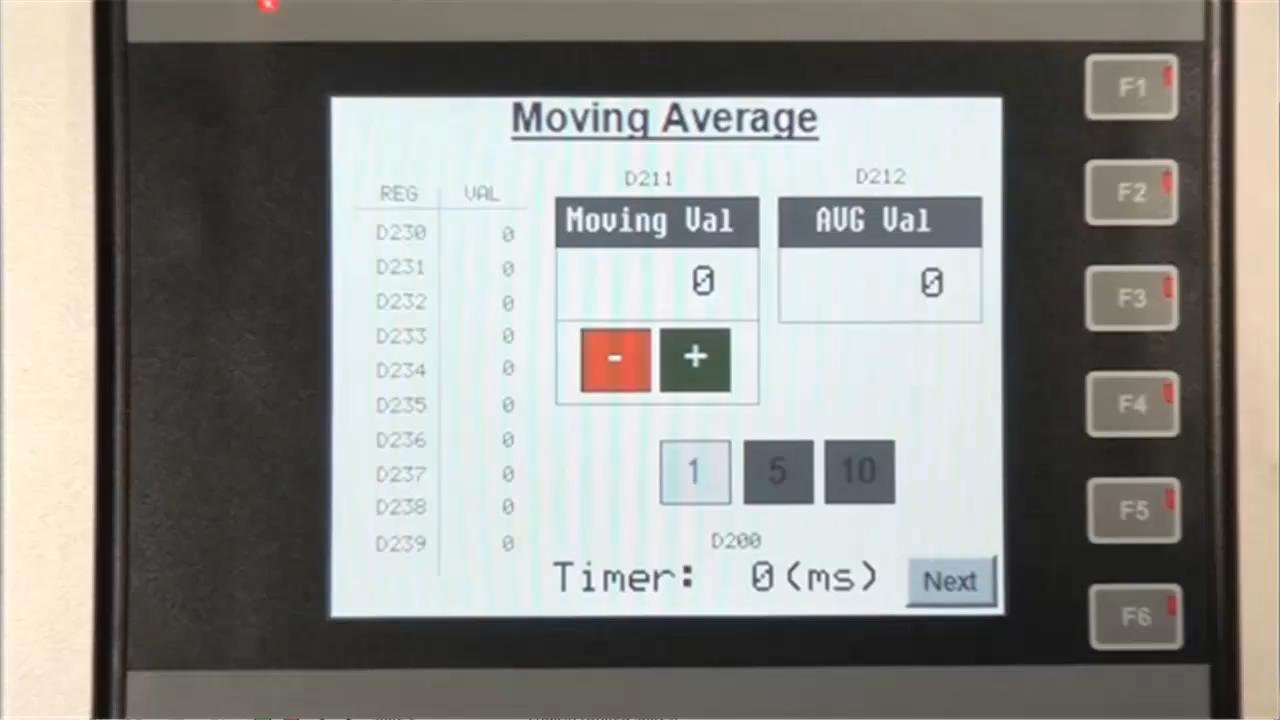 Moving Average
REG VAL
D230 0
D231 0
D232 0
D233 0
D234 0
D235 0
D236 0
D237 0
D238 0
D239 0
D211
Moving Val
0
- +
D212
AVG Val
0
1 5 10
D200
Timer: 0(ms)
Next
F1
F2
F3
F4
F5
F6